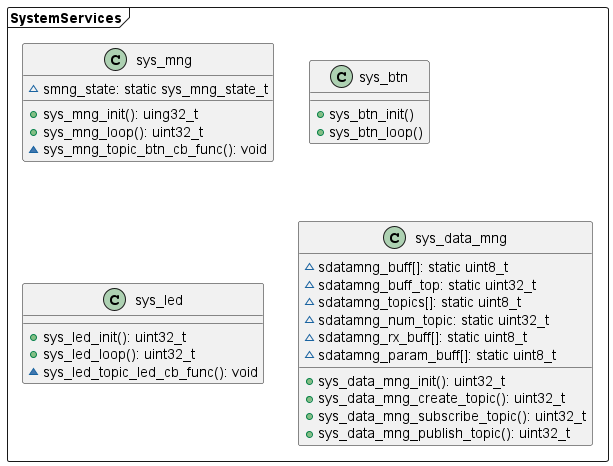 SystemServices
C sys_mng
smng_state: static sys_mng_state_t
sys_mng_init(): uing32_t
sys_mng_loop(): uint32_t
sys_mng_topic_btn_cb_func(): void
C sys_btn
sys_btn_init()
sys_btn_loop()
C sys_led
sys_led_init(): uint32_t
sys_led_loop(): uint32_t
sys_led_topic_led_cb_func(): void
C sys_data_mng
sdatamng_buff[]: static uint8_t
sdatamng_buff_top: static uint32_t
sdatamng_topics[]: static uint8_t
sdatamng_num_topic: static uint32_t
sdatamng_rx_buff[]: static uint8_t
sdatamng_param_buff[]: static uint8_t
sys_data_mng_init(): uint32_t
sys_data_mng_create_topic(): uint32_t
sys_data_mng_subscribe_topic(): uint32_t
sys_data_mng_publish_topic(): uint32_t